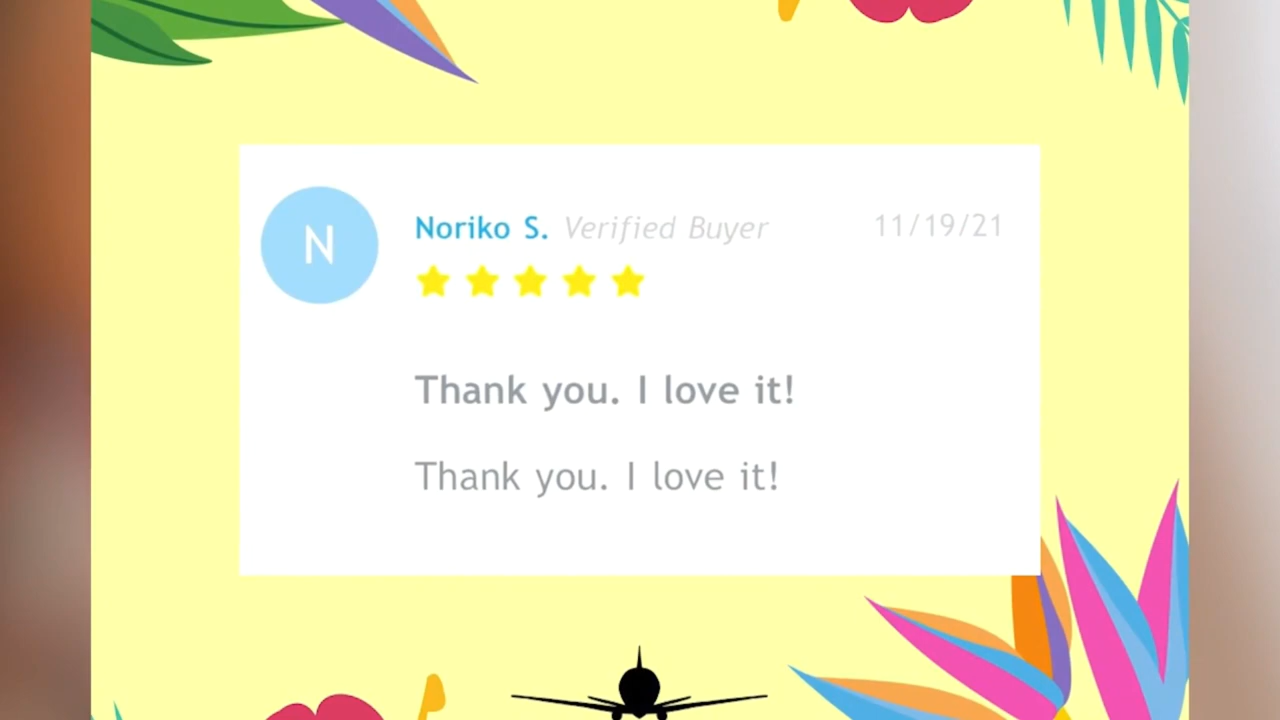 N
Noriko S. Verified Buyer 11/19/21
Thank you. I love it!
Thank you. I love it!